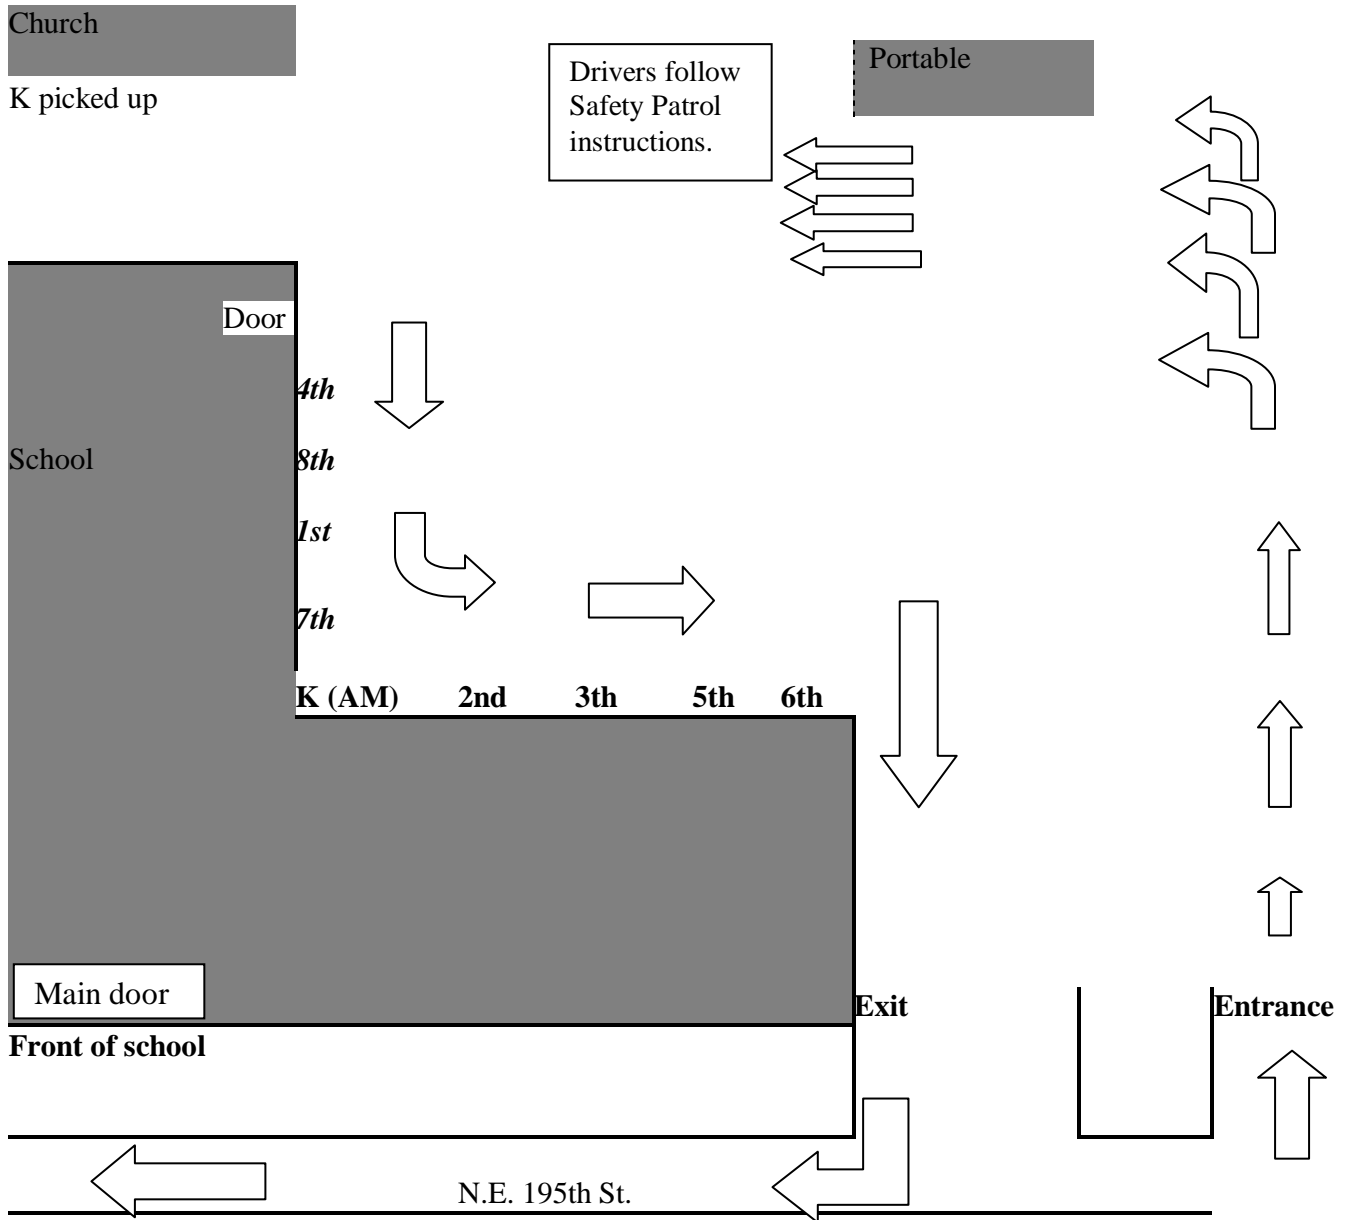 Church
K picked up
Drivers follow
Safety Patrol
instructions.
Portable
Door
4th
School
8th
1st
7th
K (AM) 2nd 3th 5th 6th
Main door
Exit
Entrance
Front of school
N.E. 195th St.